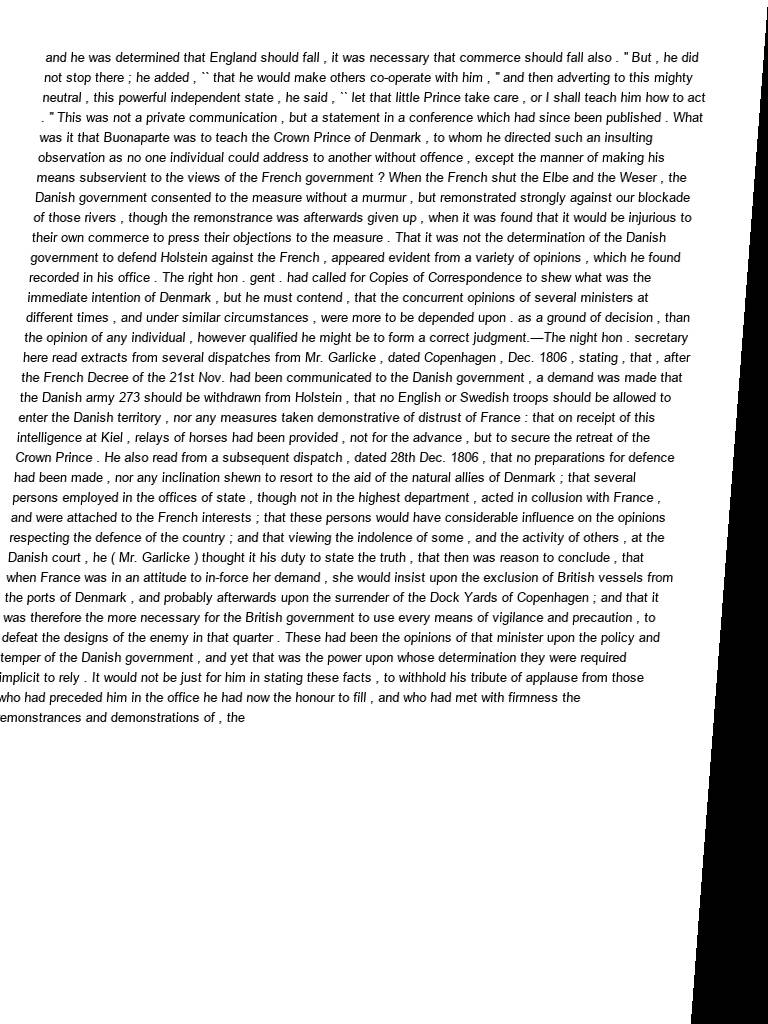 and he was determined that England should fall , it was necessary that commerce should fall also . " But , he did
not stop there ; he added , `` that he would make others co-operate with him , " and then adverting to this mighty
neutral , this powerful independent state , he said , `` let that little Prince take care , or I shall teach him how to act
. " This was not a private communication , but a statement in a conference which had since been published . What
was it that Buonaparte was to teach the Crown Prince of Denmark , to whom he directed such an insulting
observation as no one individual could address to another without offence , except the manner of making his
means subservient to the views of the French government ? When the French shut the Elbe and the Weser , the
Danish government consented to the measure without a murmur , but remonstrated strongly against our blockade
of those rivers , though the remonstrance was afterwards given up , when it was found that it would be injurious to
their own commerce to press their objections to the measure . That it was not the determination of the Danish
government to defend Holstein against the French , appeared evident from a variety of opinions , which he found
recorded in his office . The right hon . gent . had called for Copies of Correspondence to shew what was the
immediate intention of Denmark , but he must contend , that the concurrent opinions of several ministers at
different times , and under similar circumstances , were more to be depended upon . as a ground of decision , than
the opinion of any individual , however qualified he might be to form a correct judgment.—The night hon . secretary
here read extracts from several dispatches from Mr. Garlicke , dated Copenhagen , Dec. 1806 , stating , that , after
the French Decree of the 21st Nov. had been communicated to the Danish government , a demand was made that
the Danish army 273 should be withdrawn from Holstein , that no English or Swedish troops should be allowed to
enter the Danish territory , nor any measures taken demonstrative of distrust of France : that on receipt of this
intelligence at Kiel , relays of horses had been provided , not for the advance , but to secure the retreat of the
Crown Prince . He also read from a subsequent dispatch , dated 28th Dec. 1806 , that no preparations for defence
had been made , nor any inclination shewn to resort to the aid of the natural allies of Denmark ; that several
persons employed in the offices of state , though not in the highest department , acted in collusion with France ,
and were attached to the French interests ; that these persons would have considerable influence on the opinions
respecting the defence of the country ; and that viewing the indolence of some , and the activity of others , at the
Danish court , he ( Mr. Garlicke ) thought it his duty to state the truth , that then was reason to conclude , that
when France was in an attitude to in-force her demand , she would insist upon the exclusion of British vessels from
the ports of Denmark , and probably afterwards upon the surrender of the Dock Yards of Copenhagen ; and that it
was therefore the more necessary for the British government to use every means of vigilance and precaution , to
defeat the designs of the enemy in that quarter . These had been the opinions of that minister upon the policy and
temper of the Danish government , and yet that was the power upon whose determination they were required
implicit to rely . It would not be just for him in stating these facts , to withhold his tribute of applause from those
who had preceded him in the office he had now the honour to fill , and who had met with firmness the
emonstrances and demonstrations of , the